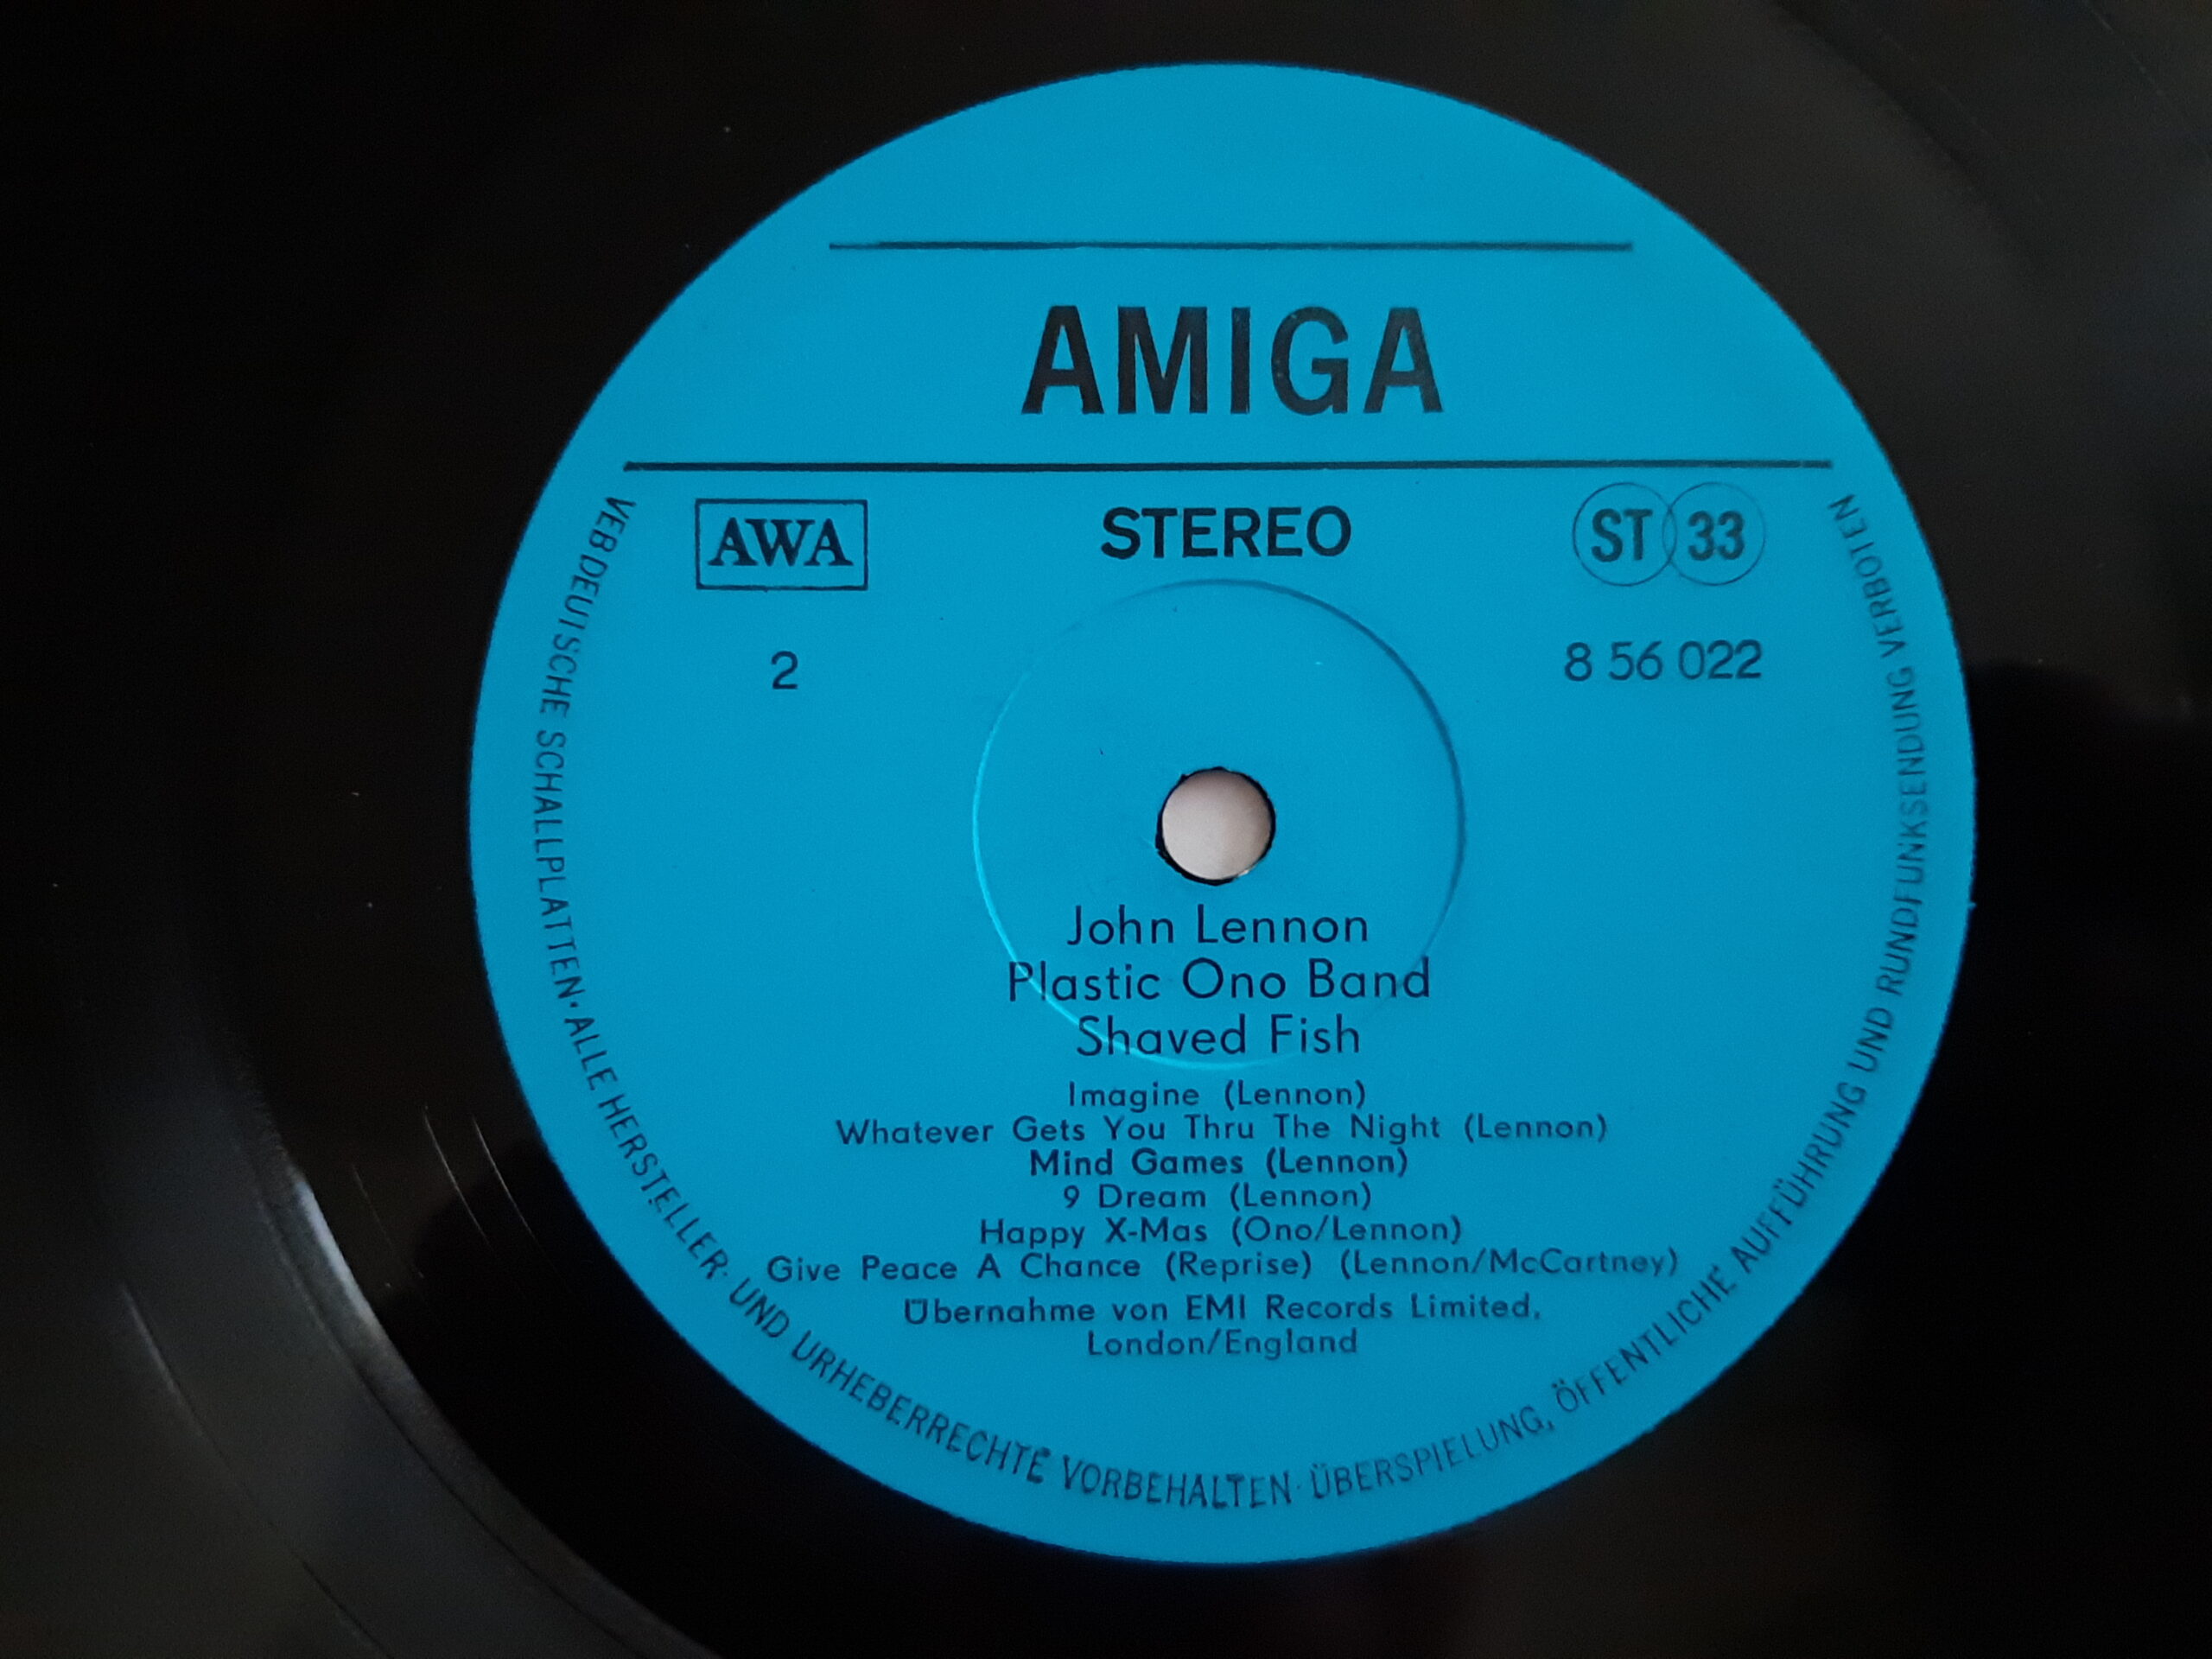 AMIGA
AWA
STEREO
ST 33
2
8 56 022
John Lennon
Plastic Ono Band
Shaved Fish
Imagine (Lennon)
Whatever Gets You Thru The Night (Lennon)
Mind Games (Lennon)
9 Dream (Lennon)
Happy X-Mas (Ono/Lennon)
Give Peace A Chance (Reprise) (Lennon/McCartney)
Übernahme von EMI Records Limited,
London/England
VEB DEUTSCHE SCHALLPLATTEN · ALLE HERSTELLER- UND URHEBERRECHTE VORBEHALTEN · ÜBERSPIELUNG, ÖFFENTLICHE AUFFÜHRUNG UND RUNDFUNKSENDUNG VERBOTEN